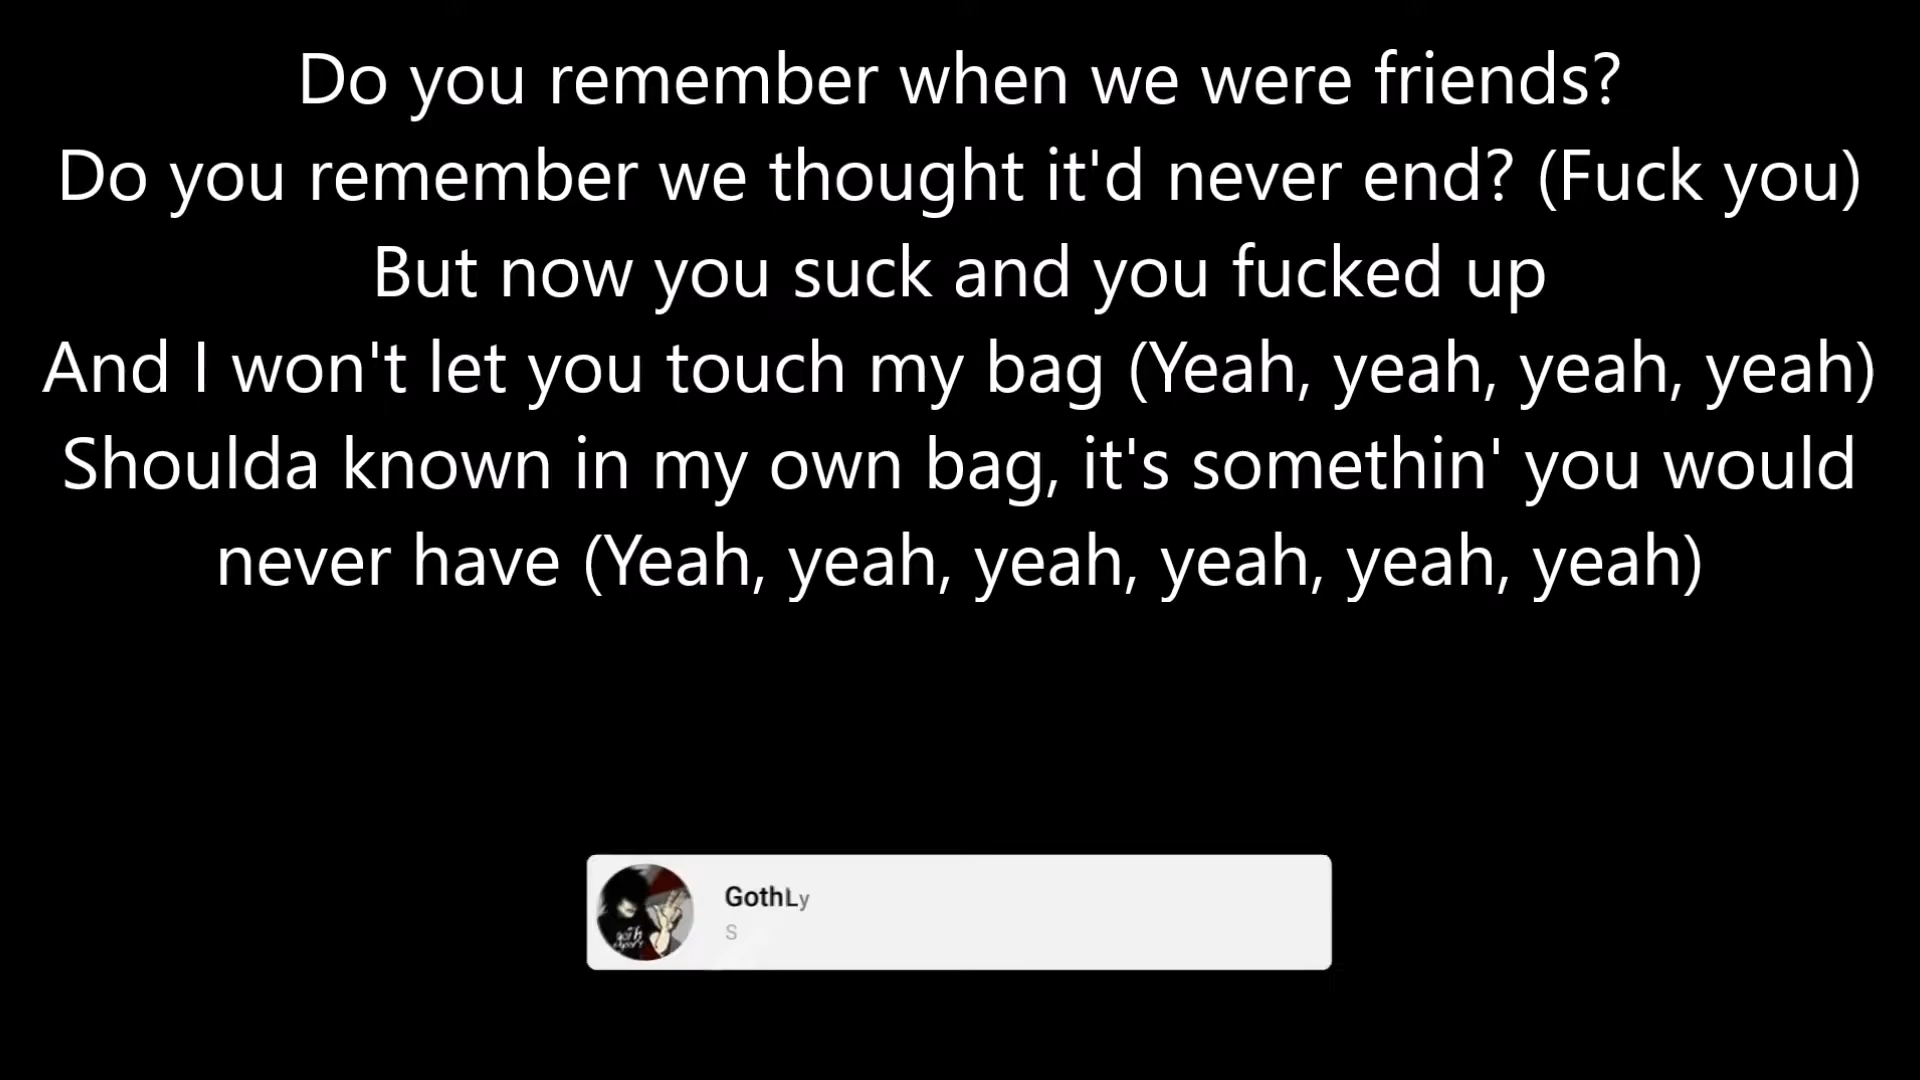 Do you remember when we were friends?
Do you remember we thought it'd never end? (Fuck you)
But now you suck and you fucked up
And I won't let you touch my bag (Yeah, yeah, yeah, yeah)
Shoulda known in my own bag, it's somethin' you would
never have (Yeah, yeah, yeah, yeah, yeah, yeah)
GothLy
S